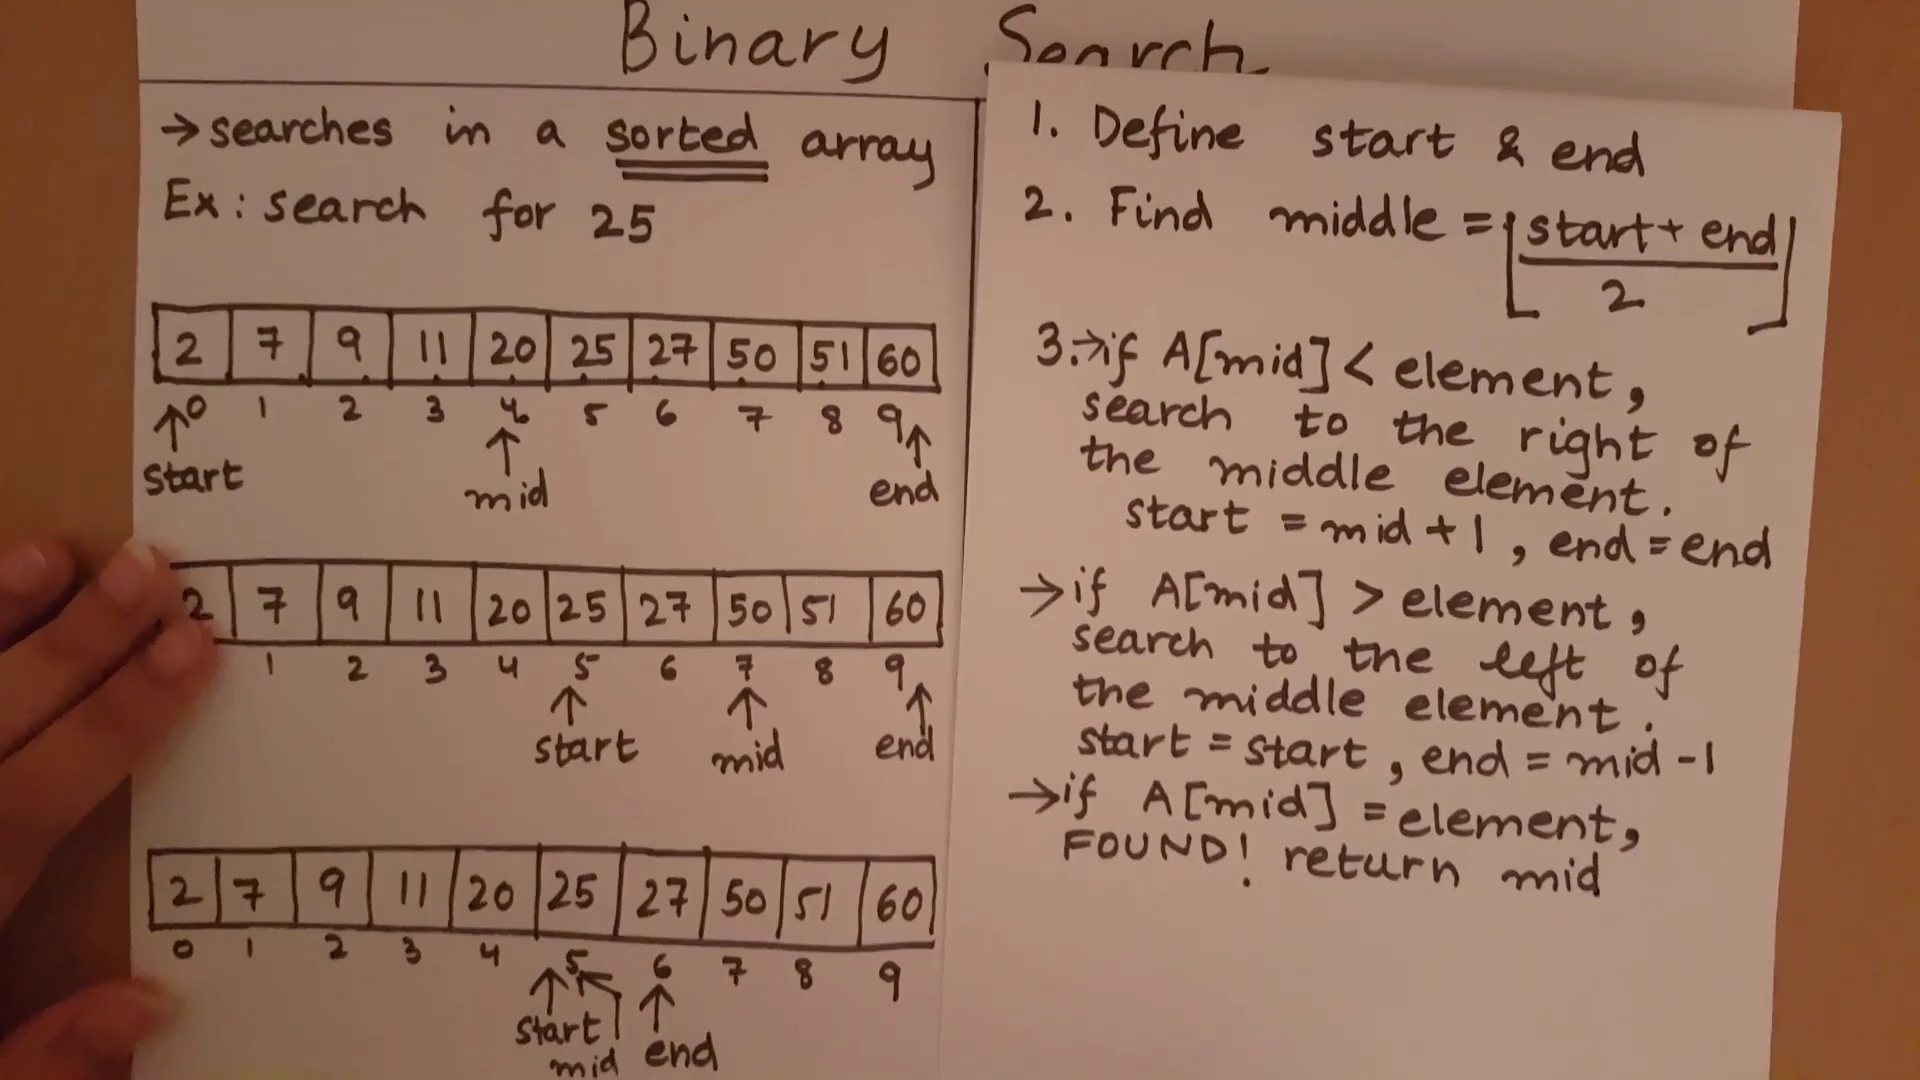 Binary Search
→ searches in a sorted array
Ex: search for 25
2 7 9 11 20 25 27 50 51 60
0 1 2 3 4 5 6 7 8 9
start mid end
2 7 9 11 20 25 27 50 51 60
1 2 3 4 5 6 7 8 9
start mid end
2 7 9 11 20 25 27 50 51 60
0 1 2 3 4 5 6 7 8 9
start
mid end
1. Define start & end
2. Find middle = ⌊start + end
2⌋
3. → if A[mid] < element,
search to the right of
the middle element.
start = mid + 1, end = end
→ if A[mid] > element,
search to the left of
the middle element.
start = start, end = mid - 1
→ if A[mid] = element,
FOUND! return mid